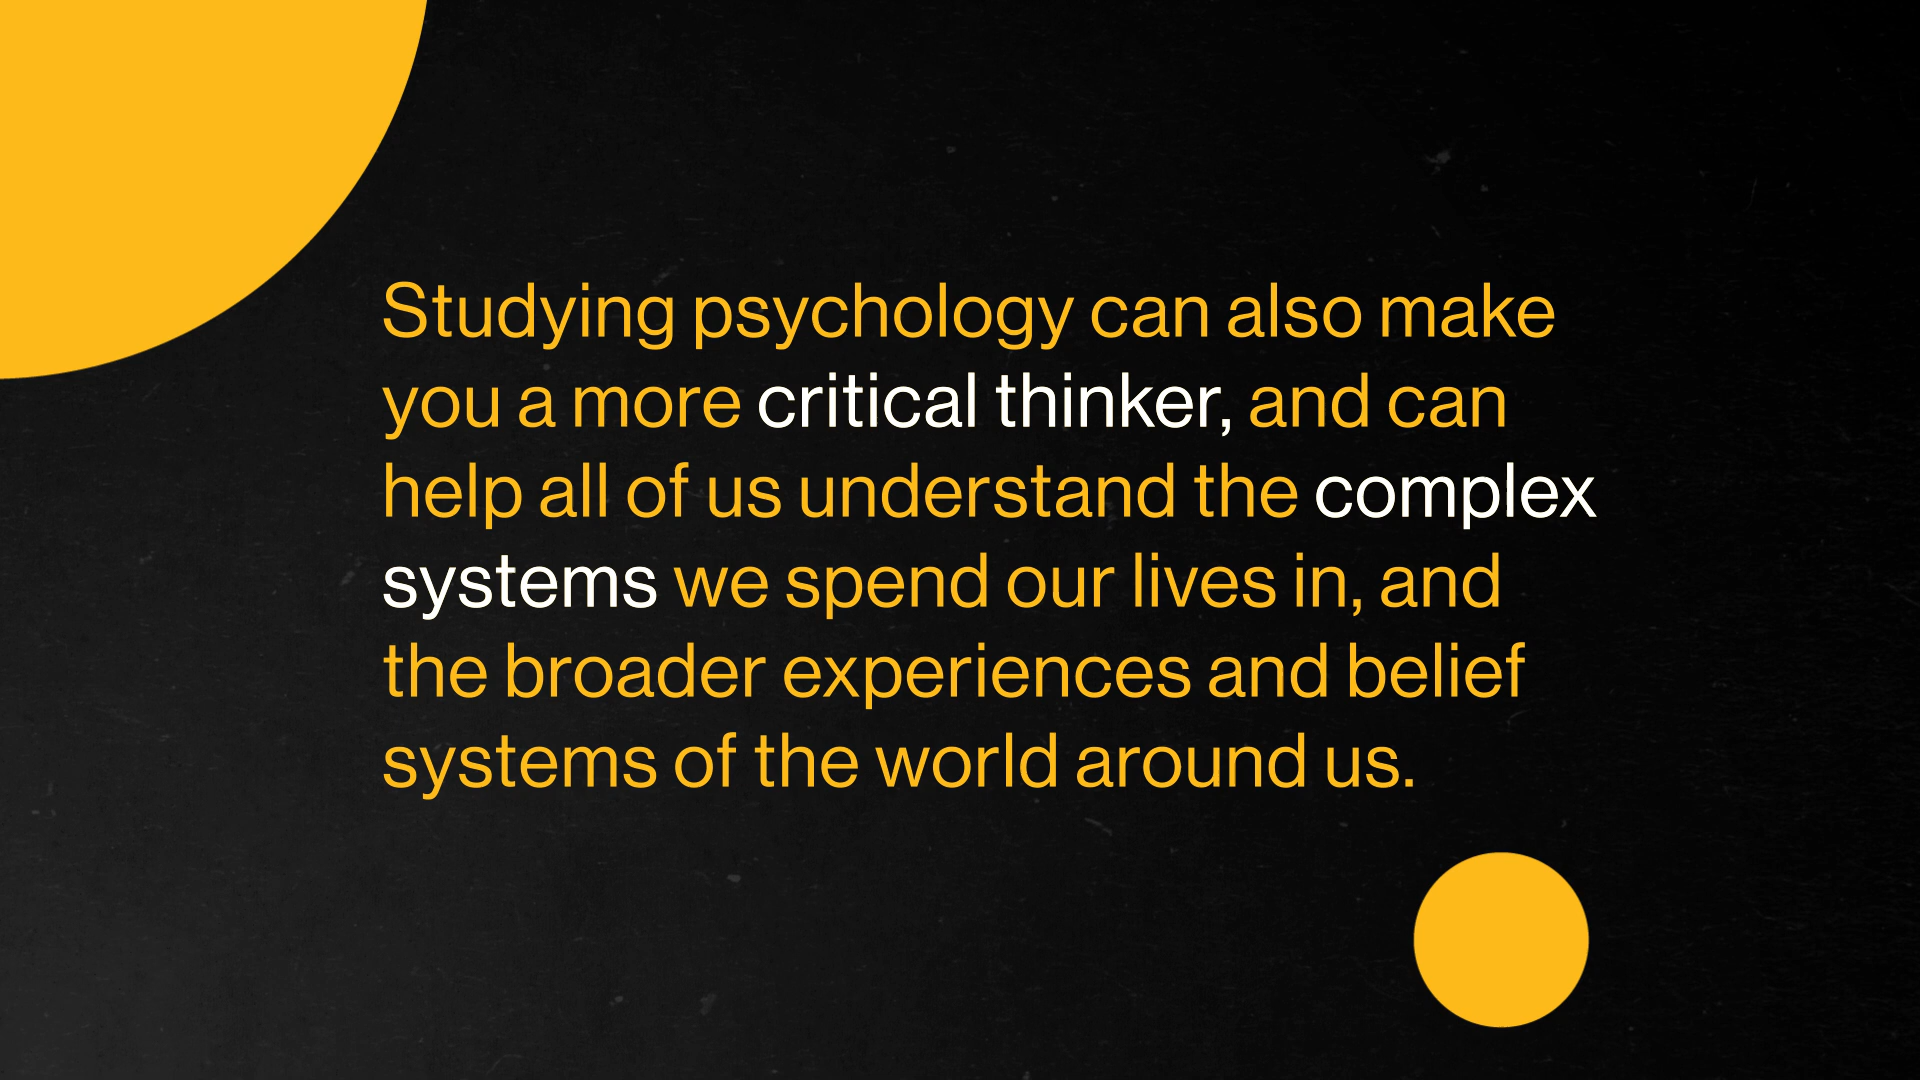 Studying psychology can also make
you a more critical thinker, and can
help all of us understand the complex
systems we spend our lives in, and
the broader experiences and belief
systems of the world around us.